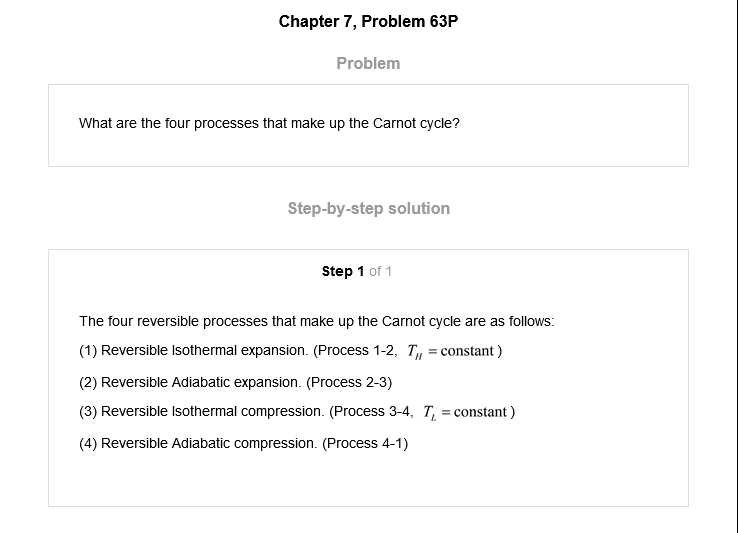 Chapter 7, Problem 63P
Problem
What are the four processes that make up the Carnot cycle?
Step-by-step solution
Step 1 of 1
The four reversible processes that make up the Carnot cycle are as follows:
(1) Reversible Isothermal expansion. (Process 1-2, T_H = constant)
(2) Reversible Adiabatic expansion. (Process 2-3)
(3) Reversible Isothermal compression. (Process 3-4, T_L = constant)
(4) Reversible Adiabatic compression. (Process 4-1)